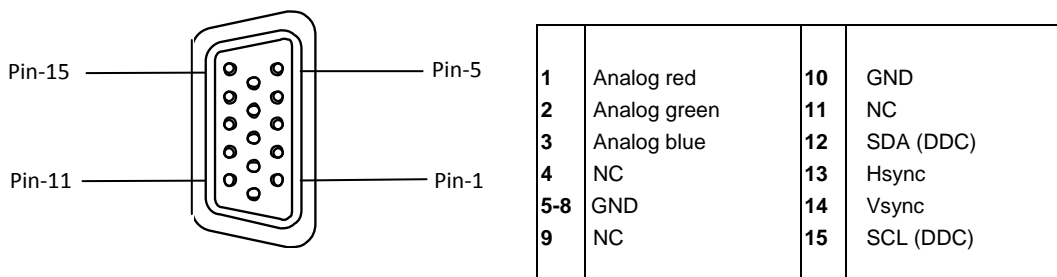 Pin-15
Pin-5
Pin-11
Pin-1
1 Analog red 10 GND
2 Analog green 11 NC
3 Analog blue 12 SDA (DDC)
4 NC 13 Hsync
5-8 GND 14 Vsync
9 NC 15 SCL (DDC)